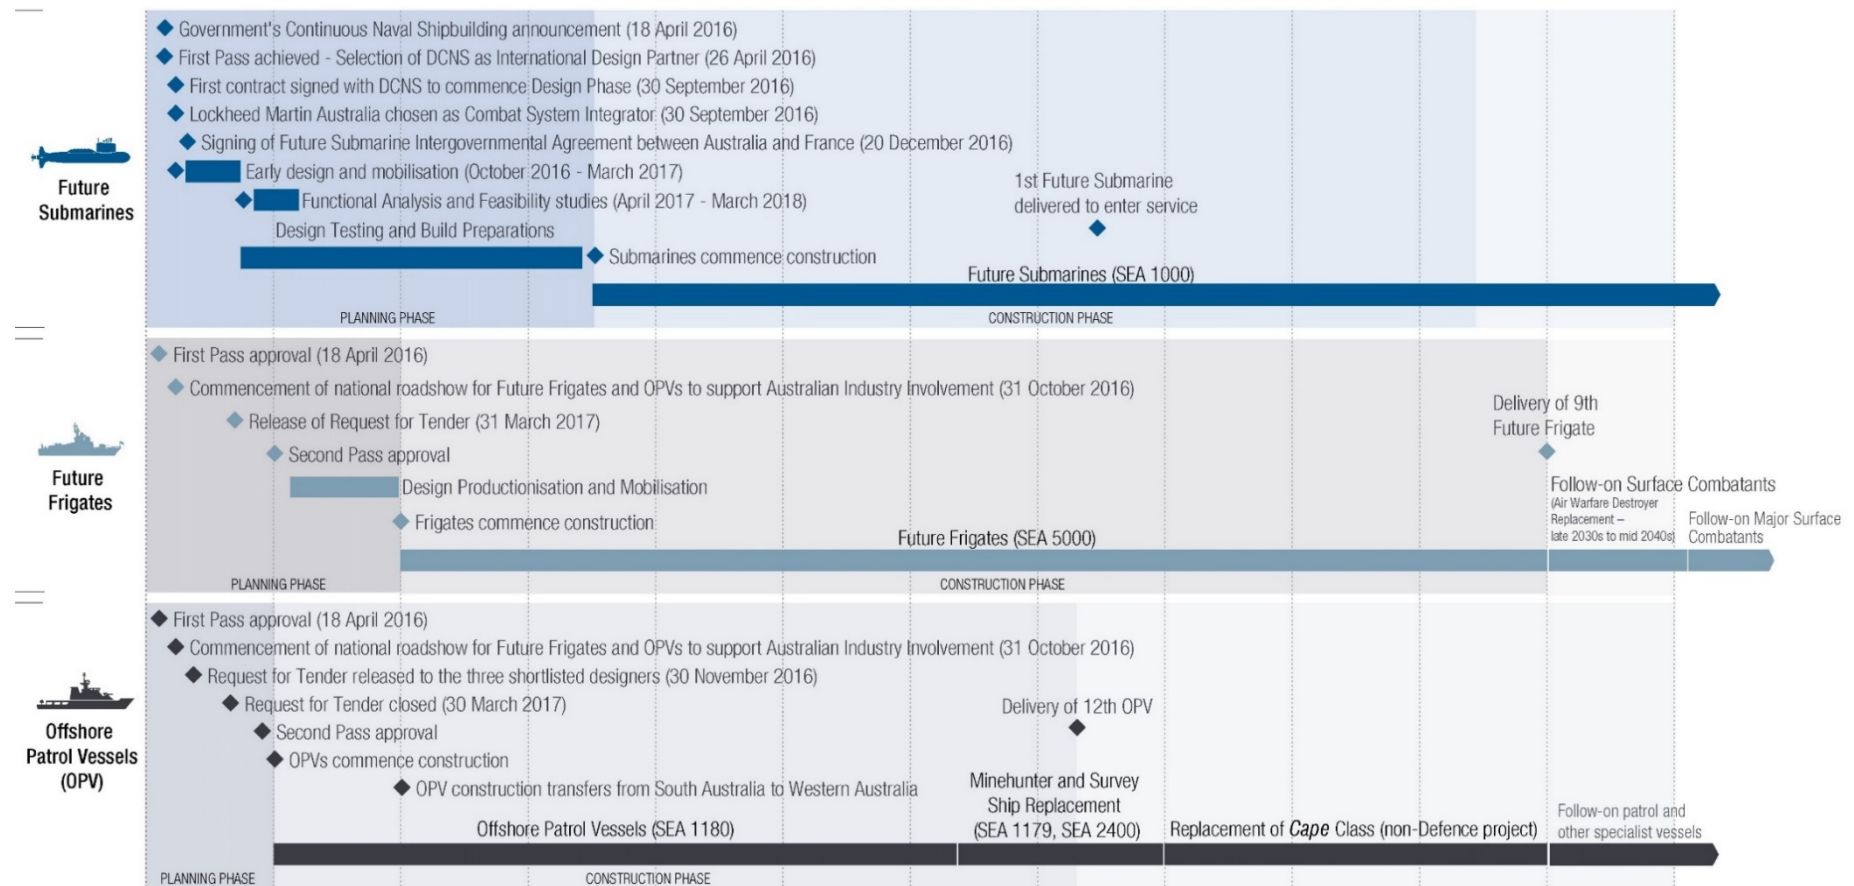 Government's Continuous Naval Shipbuilding announcement (18 April 2016)
First Pass achieved - Selection of DCNS as International Design Partner (26 April 2016)
First contract signed with DCNS to commence Design Phase (30 September 2016)
Lockheed Martin Australia chosen as Combat System Integrator (30 September 2016)
Signing of Future Submarine Intergovernmental Agreement between Australia and France (20 December 2016)
Early design and mobilisation (October 2016 - March 2017)
Functional Analysis and Feasibility studies (April 2017 - March 2018)
1st Future Submarine
delivered to enter service
Future
Submarines
Design Testing and Build Preparations
Submarines commence construction
Future Submarines (SEA 1000)
PLANNING PHASE
CONSTRUCTION PHASE
First Pass approval (18 April 2016)
Commencement of national roadshow for Future Frigates and OPVs to support Australian Industry Involvement (31 October 2016)
Release of Request for Tender (31 March 2017)
Delivery of 9th
Future Frigate
Second Pass approval
Future
Frigates
Design Productionisation and Mobilisation
Frigates commence construction
Future Frigates (SEA 5000)
Follow-on Surface Combatants
(Air Warfare Destroyer
Replacement –
late 2030s to mid 2040s)
Follow-on Major Surface
Combatants
PLANNING PHASE
CONSTRUCTION PHASE
First Pass approval (18 April 2016)
Commencement of national roadshow for Future Frigates and OPVs to support Australian Industry Involvement (31 October 2016)
Request for Tender released to the three shortlisted designers (30 November 2016)
Request for Tender closed (30 March 2017)
Delivery of 12th OPV
Offshore
Patrol Vessels
(OPV)
Second Pass approval
OPVs commence construction
OPV construction transfers from South Australia to Western Australia
Offshore Patrol Vessels (SEA 1180)
Minehunter and Survey
Ship Replacement
(SEA 1179, SEA 2400)
Replacement of Cape Class (non-Defence project)
Follow-on patrol and
other specialist vessels
PLANNING PHASE
CONSTRUCTION PHASE